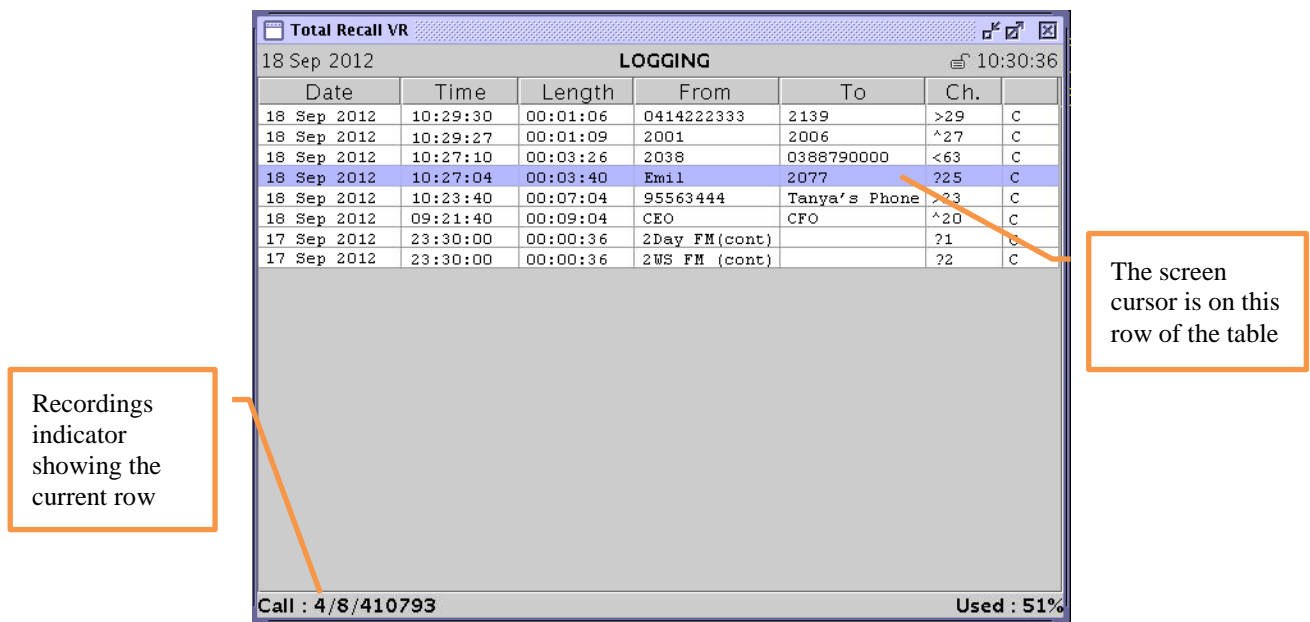 Total Recall VR
18 Sep 2012 LOGGING 10:30:36
Date Time Length From To Ch.
18 Sep 2012 10:29:30 00:01:06 0414222333 2139 >29 C
18 Sep 2012 10:29:27 00:01:09 2001 2006 ^27 C
18 Sep 2012 10:27:10 00:03:26 2038 0388790000 <63 C
18 Sep 2012 10:27:04 00:03:40 Emil 2077 ?25 C
18 Sep 2012 10:23:40 00:07:04 95563444 Tanya's Phone >23 C
18 Sep 2012 09:21:40 00:09:04 CEO CFO ^20 C
17 Sep 2012 23:30:00 00:00:36 2Day FM(cont) ?1 C
17 Sep 2012 23:30:00 00:00:36 2WS FM (cont) ?2 C
The screen
cursor is on this
row of the table
Recordings
indicator
showing the
current row
Call : 4/8/410793 Used : 51%